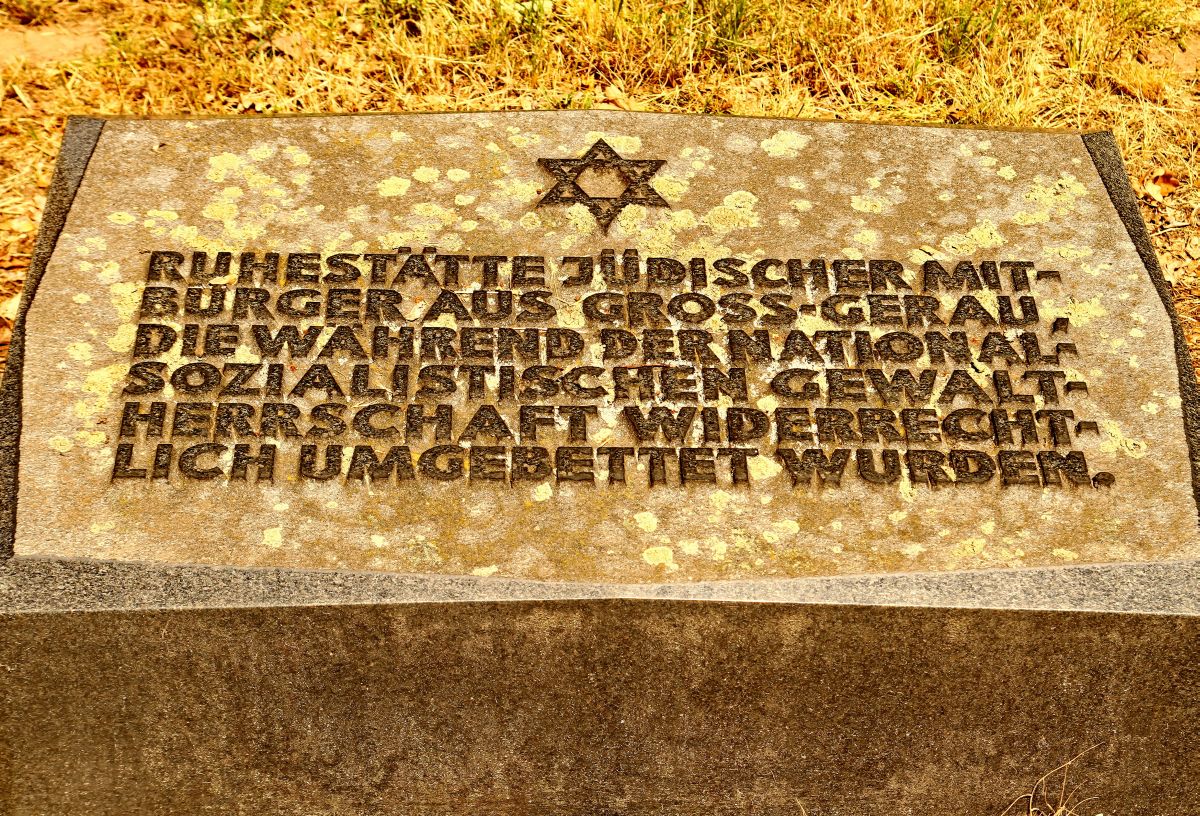 RUHESTÄTTE JÜDISCHER MIT-
BÜRGER AUS GROSS-GERAU,
DIE WÄHREND DER NATIONAL-
SOZIALISTISCHEN GEWALT-
HERRSCHAFT WIDERRECHT-
LICH UMGEBETTET WURDEN.